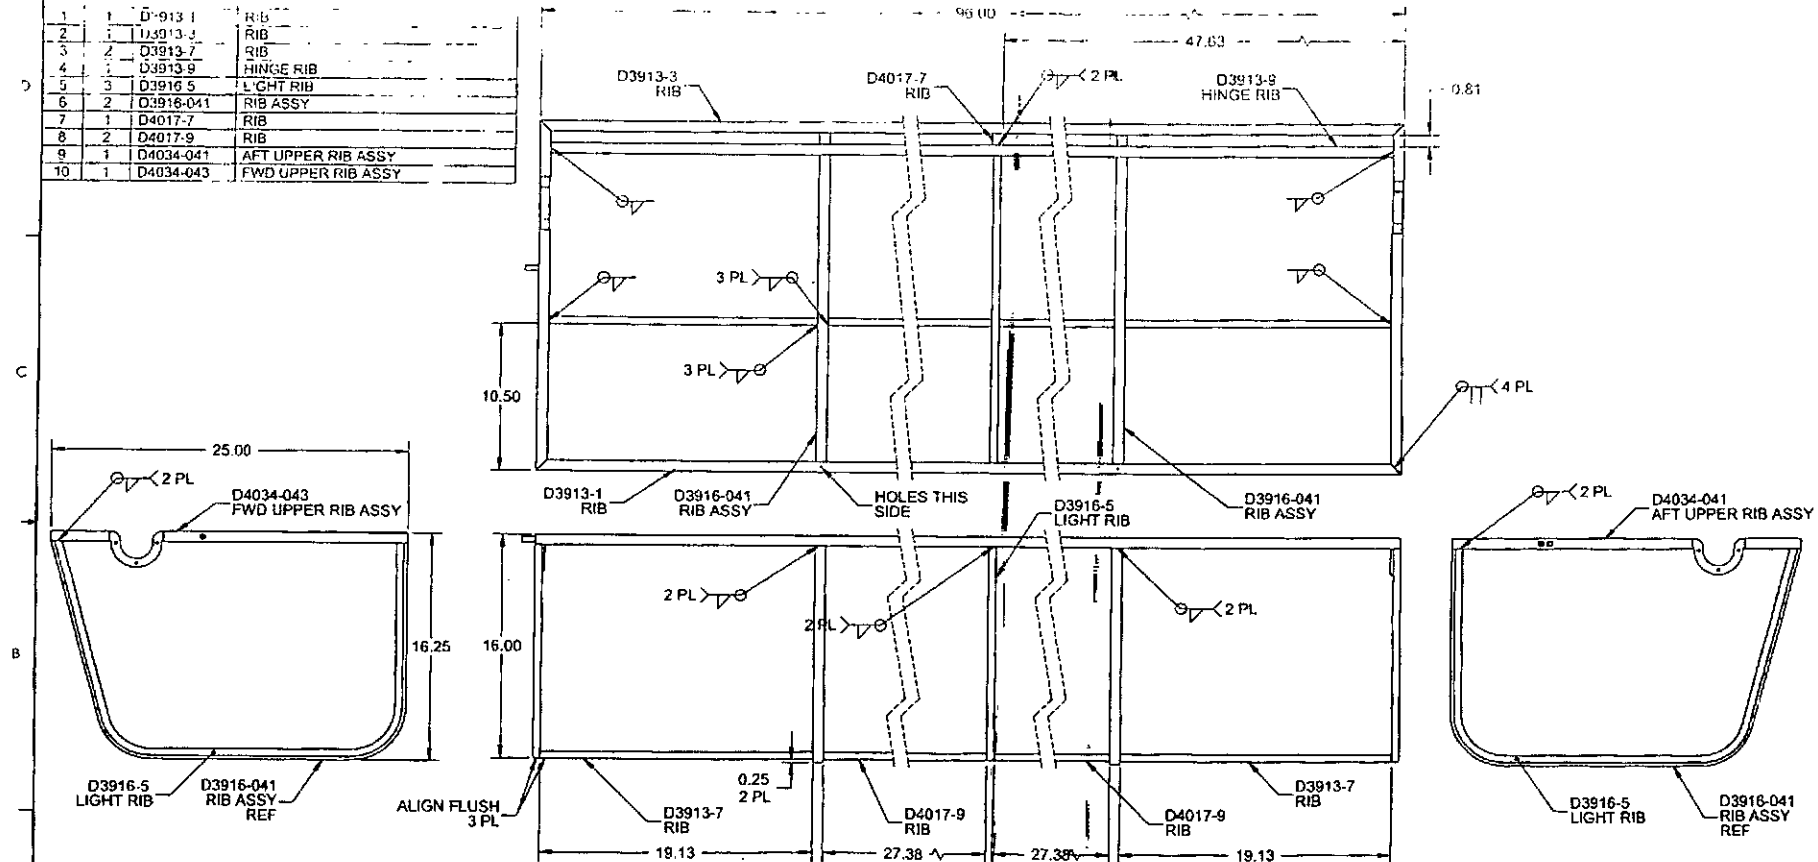 1 1 D3913-1 RIB
2 1 D3913-3 RIB
3 2 D3913-7 RIB
4 1 D3913-9 HINGE RIB
5 3 D3916-5 LIGHT RIB
6 2 D3916-041 RIB ASSY
7 1 D4017-7 RIB
8 2 D4017-9 RIB
9 1 D4034-041 AFT UPPER RIB ASSY
10 1 D4034-043 FWD UPPER RIB ASSY
D
C
B
96.00
47.63
0.81
D3913-3
RIB
D4017-7
RIB
2 PL
D3913-9
HINGE RIB
3 PL
3 PL
10.50
4 PL
D3913-1
RIB
D3916-041
RIB ASSY
HOLES THIS
SIDE
D3916-041
RIB ASSY
25.00
2 PL
D4034-043
FWD UPPER RIB ASSY
16.25
D3916-5
LIGHT RIB
D3916-041
RIB ASSY
REF
D3916-5
LIGHT RIB
16.00
2 PL
2 PL
2 PL
0.25
2 PL
ALIGN FLUSH
3 PL
D3913-7
RIB
D4017-9
RIB
D4017-9
RIB
D3913-7
RIB
19.13
27.38
27.38
19.13
2 PL
D4034-041
AFT UPPER RIB ASSY
D3916-5
LIGHT RIB
D3916-041
RIB ASSY
REF